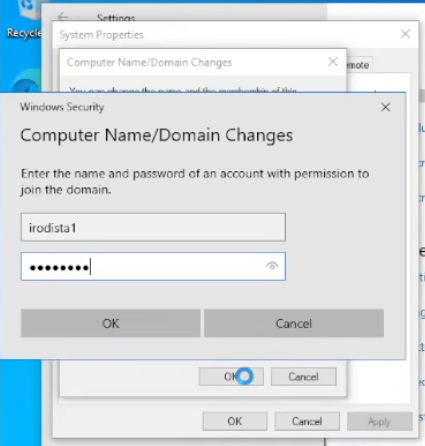 Settings
Recycle
System Properties
Computer Name/Domain Changes
emote
You can change the name and the membership of this
Windows Security
Computer Name/Domain Changes
Enter the name and password of an account with permission to
join the domain.
irodista1
••••••••
OK
Cancel
OK
Cancel
OK
Cancel
Apply